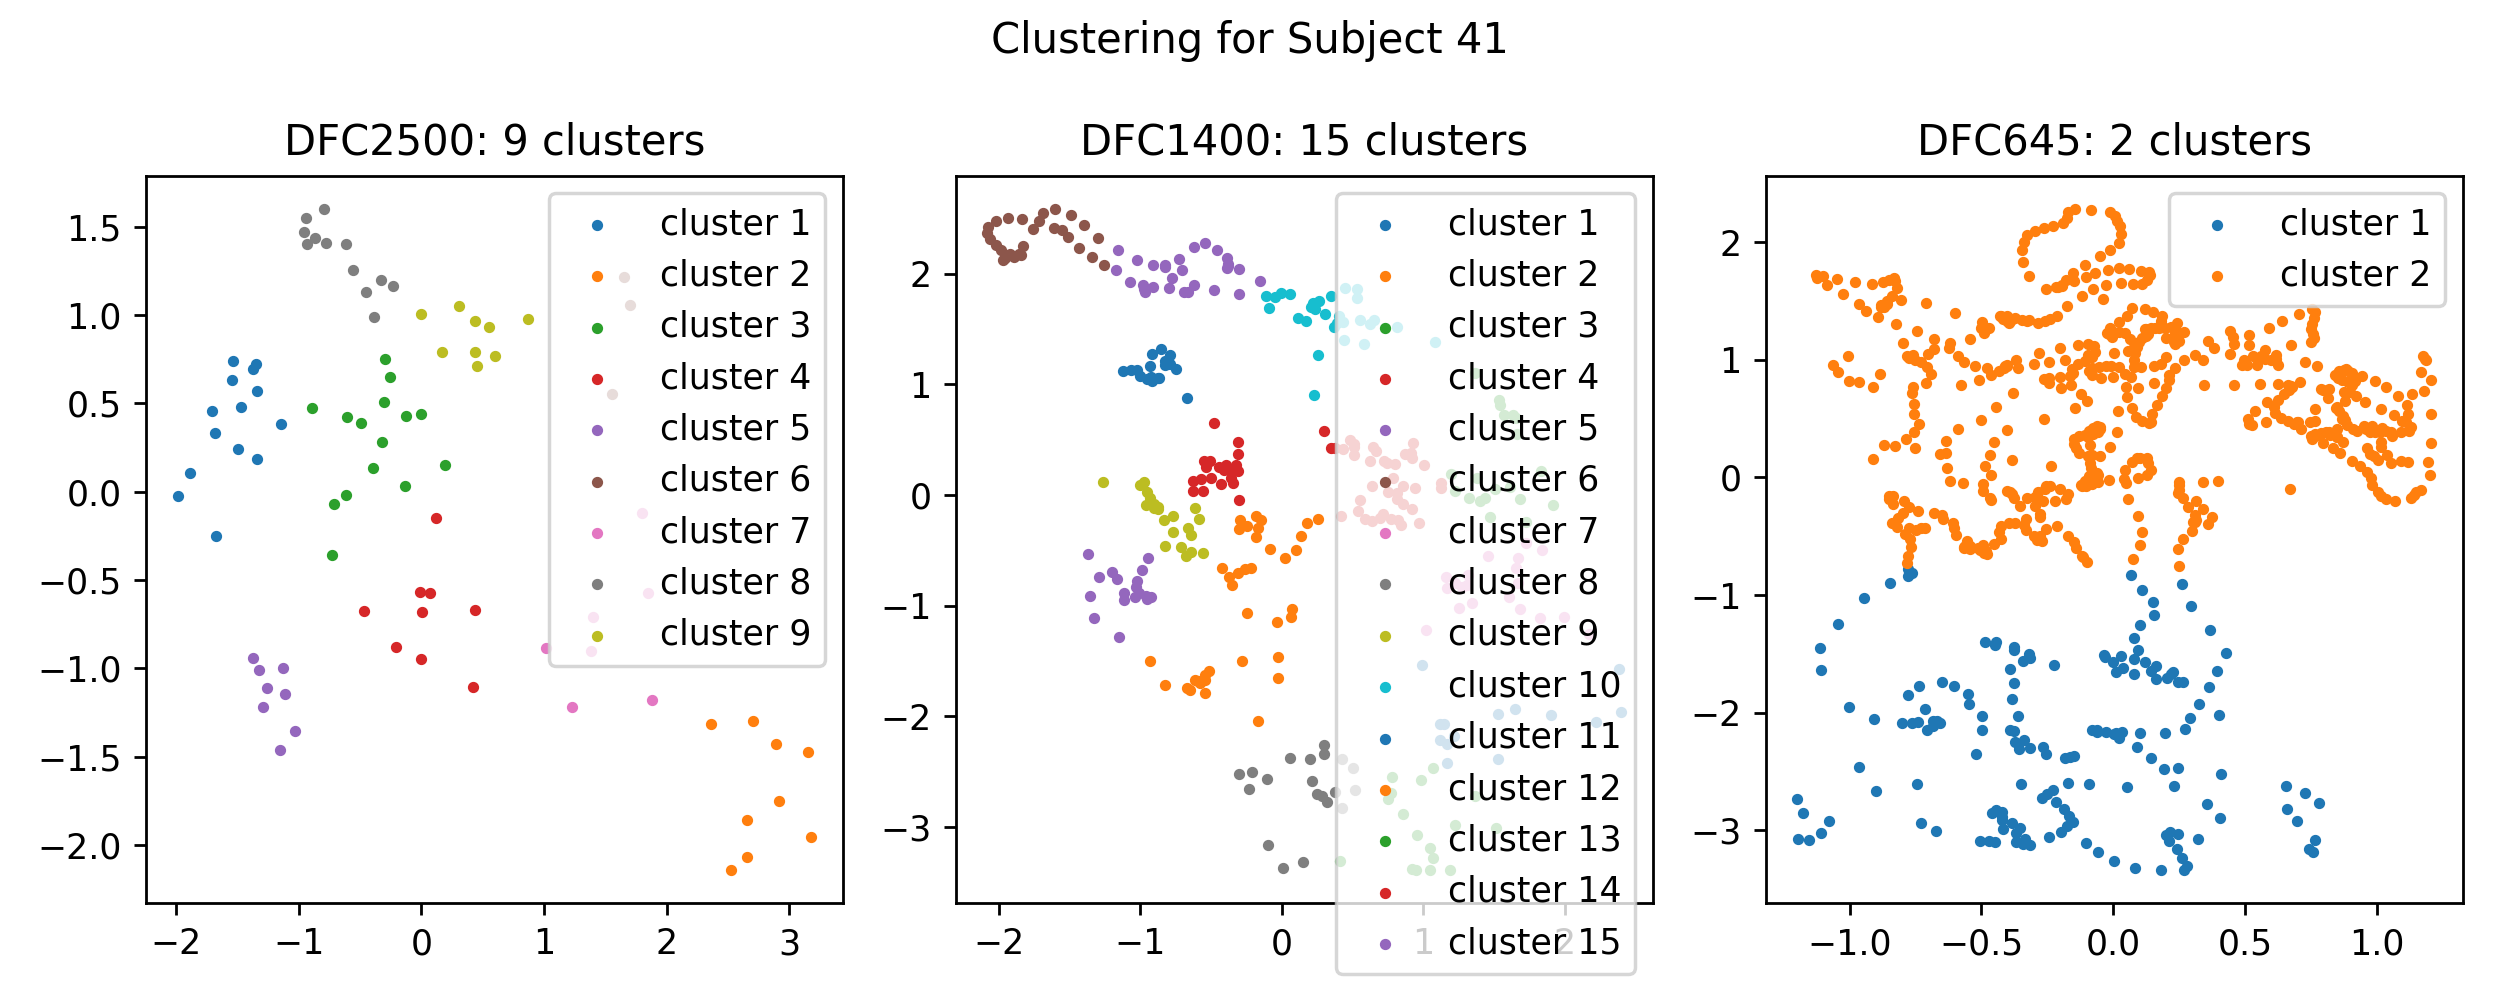 Clustering for Subject 41
DFC2500: 9 clusters
1.5
1.0
0.5
0.0
−0.5
−1.0
−1.5
−2.0
−2
−1
0
1
2
3
cluster 1
cluster 2
cluster 3
cluster 4
cluster 5
cluster 6
cluster 7
cluster 8
cluster 9
DFC1400: 15 clusters
2
1
0
−1
−2
−3
−2
−1
0
1
2
cluster 1
cluster 2
cluster 3
cluster 4
cluster 5
cluster 6
cluster 7
cluster 8
cluster 9
cluster 10
cluster 11
cluster 12
cluster 13
cluster 14
cluster 15
DFC645: 2 clusters
2
1
0
−1
−2
−3
−1.0
−0.5
0.0
0.5
1.0
cluster 1
cluster 2